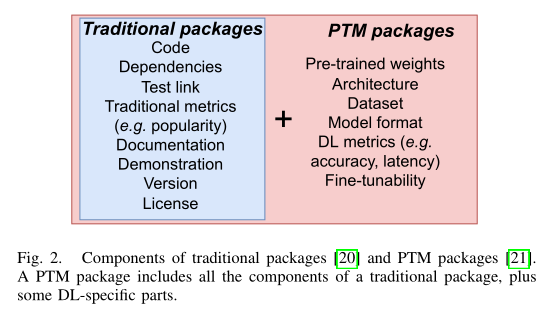 Traditional packages
Code
Dependencies
Test link
Traditional metrics
(e.g. popularity)
Documentation
Demonstration
Version
License
+
PTM packages
Pre-trained weights
Architecture
Dataset
Model format
DL metrics (e.g.
accuracy, latency)
Fine-tunability
Fig. 2. Components of traditional packages [20] and PTM packages [21].
A PTM package includes all the components of a traditional package, plus
some DL-specific parts.